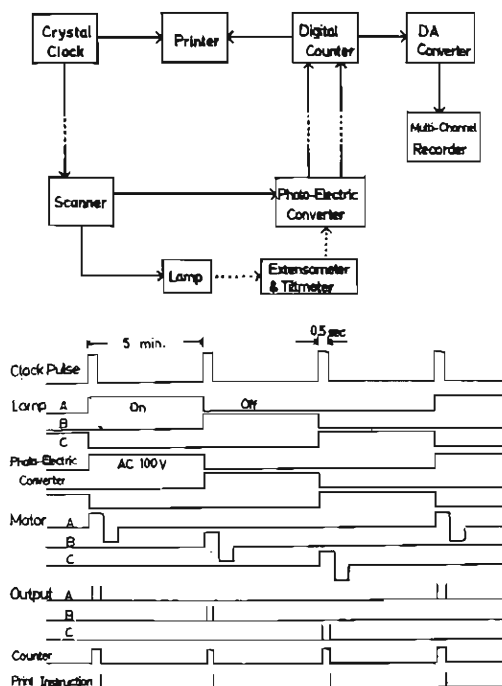 Crystal
Clock
Printer
Digital
Counter
DA
Converter
Multi-Channel
Recorder
Scanner
Photo-Electric
Converter
Lamp
Extensometer
& Tiltmeter
5 min.
0.5 sec
Clock Pulse
Lamp A On Off
B
C
Photo-Electric AC 100V
Converter
Motor A
B
C
Output A
B
C
Counter
Print Instruction